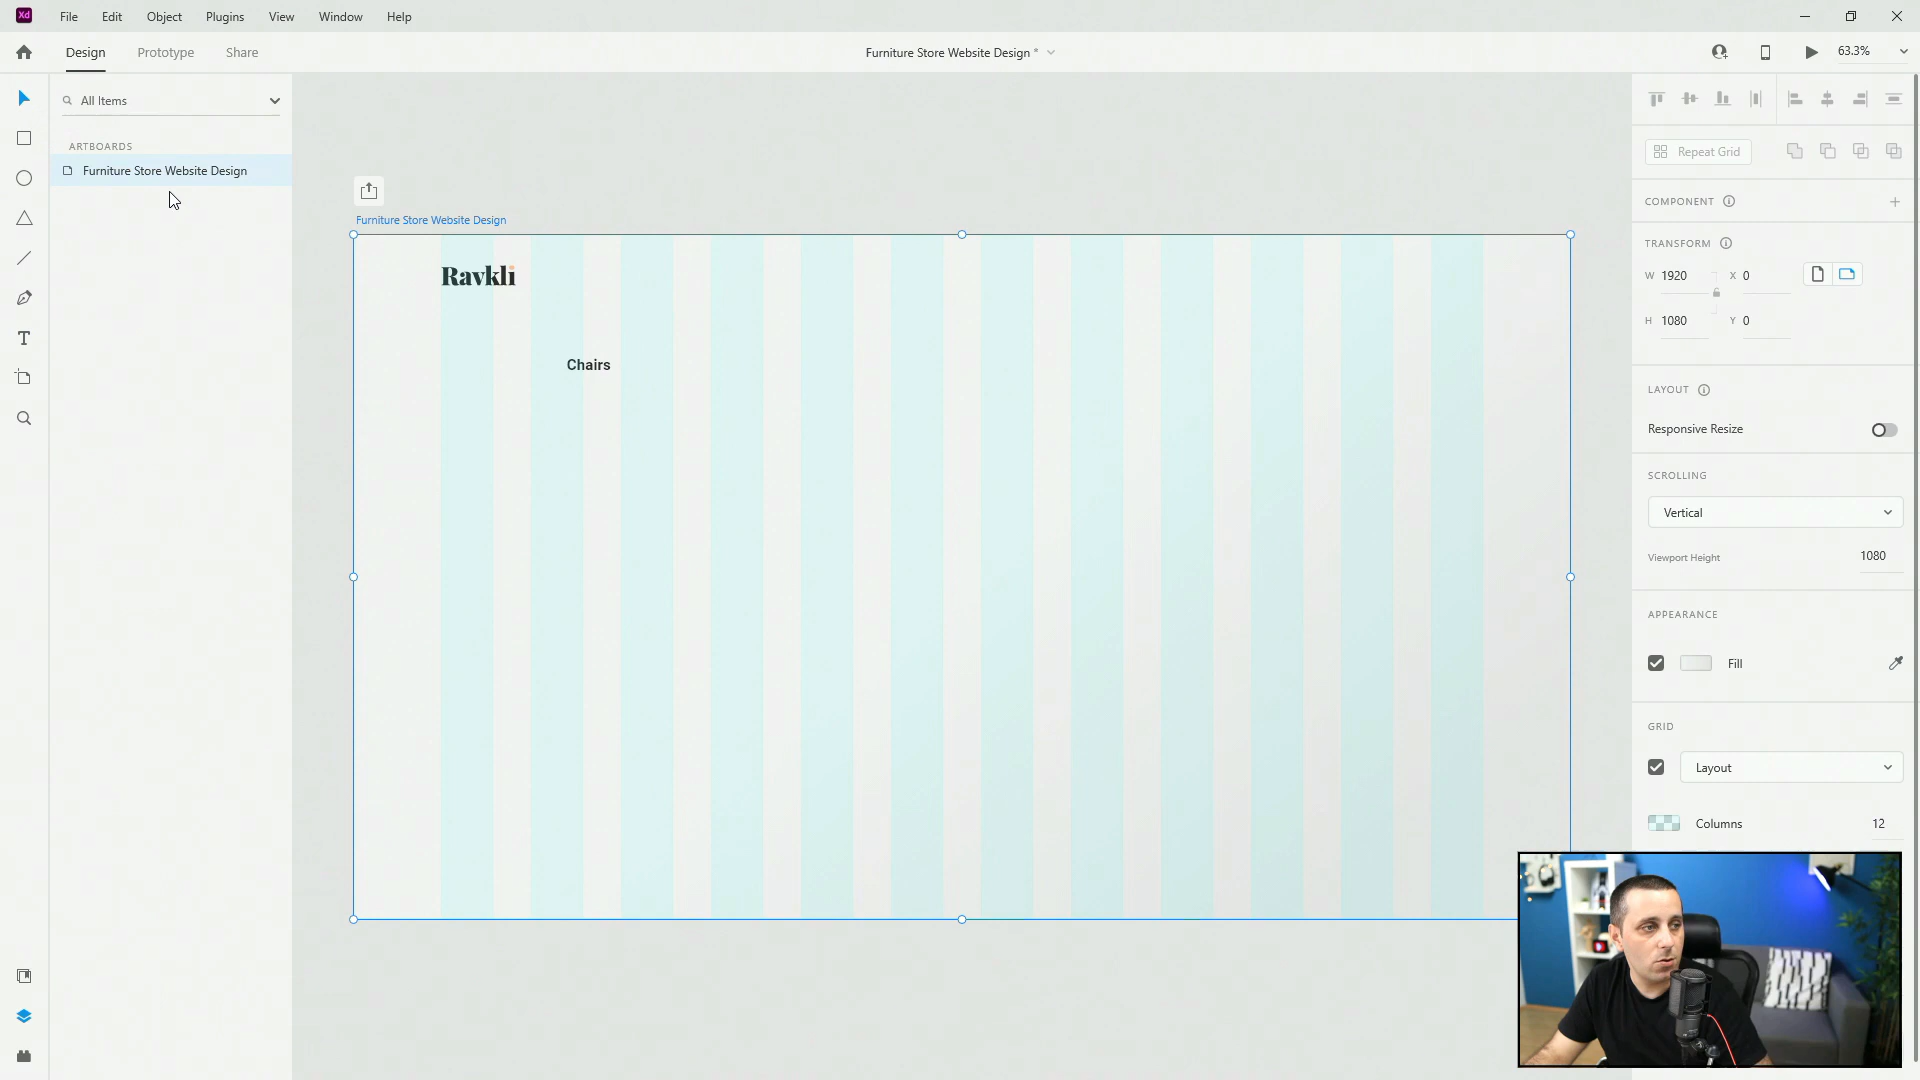 Xd File Edit Object Plugins View Window Help
Design Prototype Share Furniture Store Website Design * 63.3%
All Items
ARTBOARDS
Furniture Store Website Design
Furniture Store Website Design
Ravkli
Chairs
Repeat Grid
COMPONENT
TRANSFORM
W 1920 X 0
H 1080 Y 0
LAYOUT
Responsive Resize
SCROLLING
Vertical
Viewport Height 1080
APPEARANCE
Fill
GRID
Layout
Columns 12